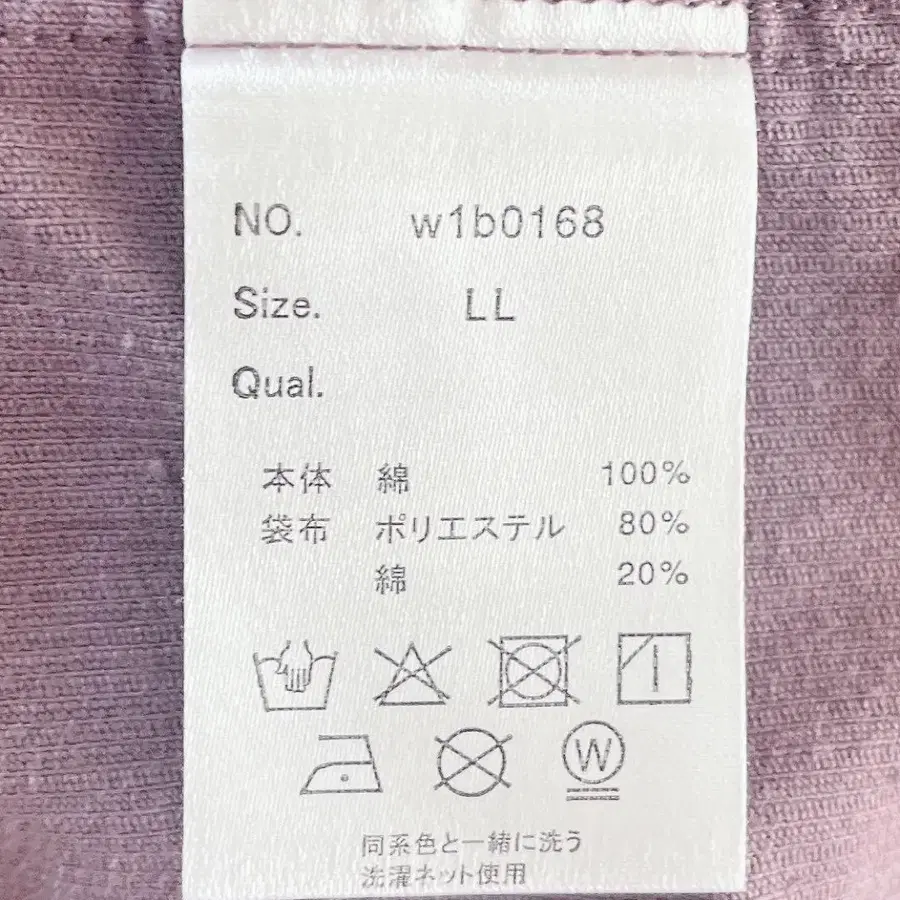 NO. w1b0168
Size. LL
Qual.
本体 綿 100%
袋布 ポリエステル 80%
綿 20%
W
同系色と一緒に洗う
洗濯ネット使用